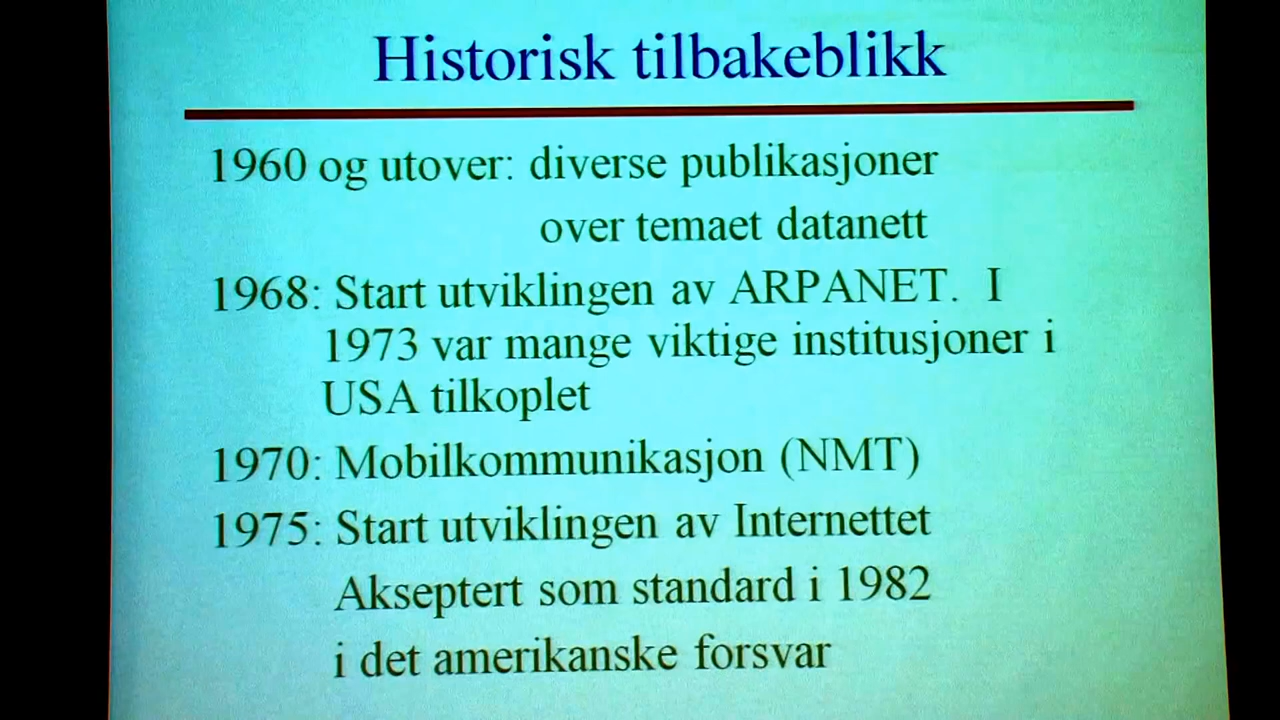 Historisk tilbakeblikk
1960 og utover: diverse publikasjoner
over temaet datanett
1968: Start utviklingen av ARPANET. I
1973 var mange viktige institusjoner i
USA tilkoplet
1970: Mobilkommunikasjon (NMT)
1975: Start utviklingen av Internettet
Akseptert som standard i 1982
i det amerikanske forsvar